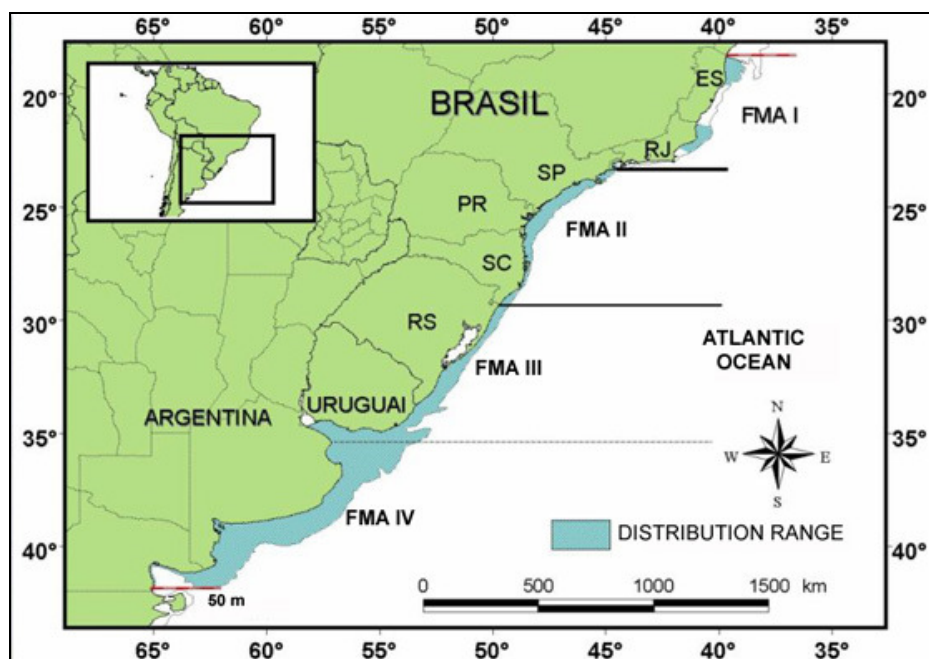 65° 60° 55° 50° 45° 40° 35°
ES
20°
20°
BRASIL
FMA I
RJ
SP
25°
PR
FMA II
25°
SC
30°
RS
30°
ATLANTIC
OCEAN
FMA III
ARGENTINA
URUGUAI
N
35°
35°
W
E
S
FMA IV
DISTRIBUTION RANGE
40°
40°
0 500 1000 1500 km
50 m
65° 60° 55° 50° 45° 40° 35°